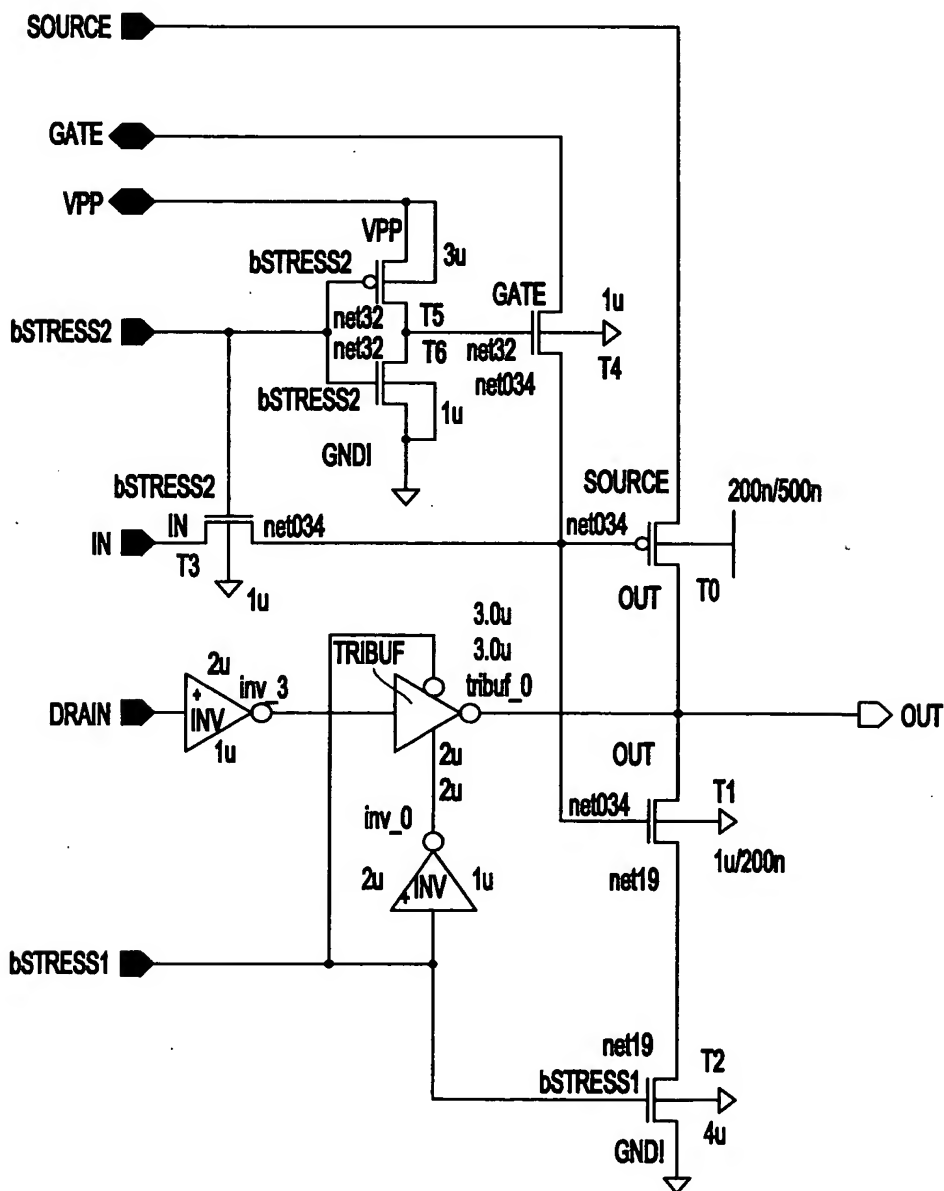 SOURCE
GATE
VPP
VPP
bSTRESS2
3u
GATE
1u
bSTRESS2
net32
T5
net32
T6
net32
T4
net034
bSTRESS2
1u
GND!
SOURCE
200n/500n
bSTRESS2
IN
IN
net034
net034
T3
1u
OUT
T0
3.0u
3.0u
TRIBUF
tribuf_0
2u
inv_3
DRAIN
+
INV
1u
OUT
2u
OUT
2u
net034
T1
inv_0
1u/200n
2u
+
INV
1u
net19
bSTRESS1
net19
T2
bSTRESS1
4u
GND!